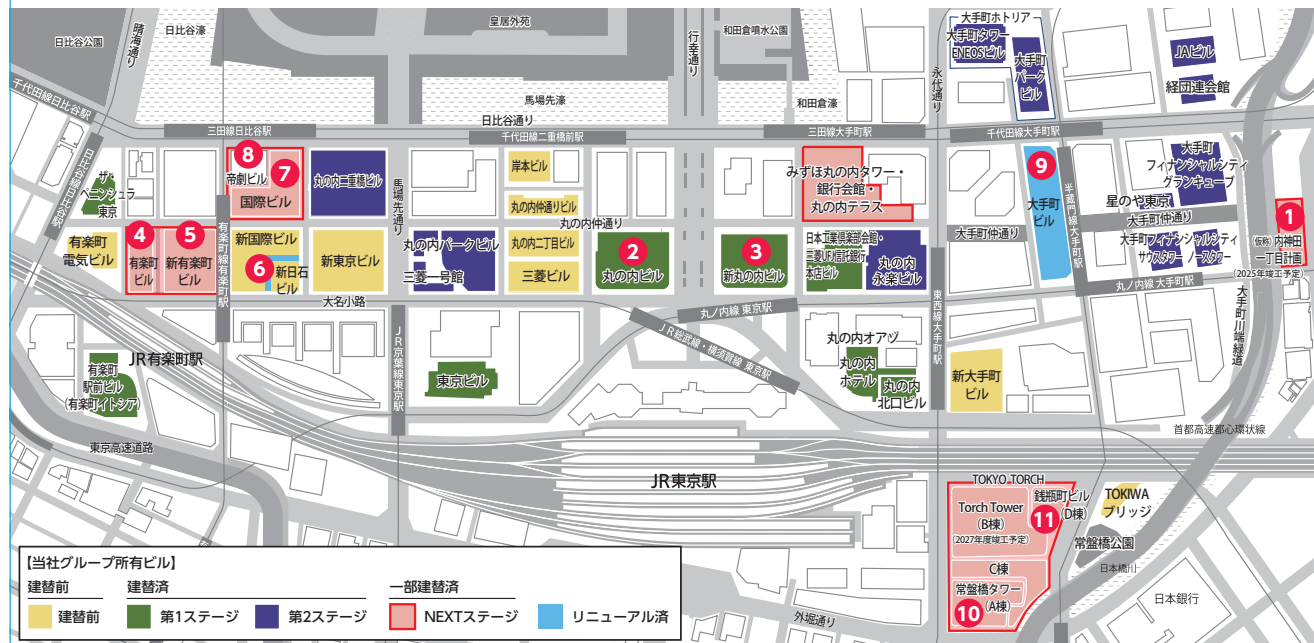 日比谷公園
晴海通り
日比谷濠
皇居外苑
行幸通り
和田倉噴水公園
永代通り
大手町ホトリア
大手町タワー
ENEOSビル
大手町
パーク
ビル
JAビル
経団連会館
千代田線日比谷駅
馬場先濠
和田倉濠
日比谷通り
三田線日比谷駅
千代田線二重橋前駅
三田線大手町駅
千代田線大手町駅
日比谷線日比谷駅
ザ・
ペニンシュラ
東京
8
帝劇ビル
7
国際ビル
丸の内二重橋ビル
馬場先通り
岸本ビル
丸の内仲通りビル
丸の内仲通り
みずほ丸の内タワー・
銀行会館・
丸の内テラス
9
大手町
ビル
半蔵門線大手町駅
大手町
フィナンシャルシティ
グランキューブ
星のや東京
大手町仲通り
大手町仲通り
大手町フィナンシャルシティ
サウスタワー ノースタワー
1
(仮称)内神田
一丁目計画
(2025年竣工予定)
有楽町
電気ビル
4
有楽町
ビル
5
新有楽町
ビル
有楽町線有楽町駅
新国際ビル
6
新日石
ビル
新東京ビル
丸の内パークビル
三菱一号館
丸の内二丁目ビル
三菱ビル
2
丸の内ビル
3
新丸の内ビル
日本工業倶楽部会館・
三菱UFJ信託銀行
本店ビル
丸の内
永楽ビル
大名小路
丸ノ内線 東京駅
丸ノ内線 大手町駅
東西線大手町駅
大手町川端緑道
JR有楽町駅
有楽町
駅前ビル
(有楽町イトシア)
JR京葉線東京駅
東京ビル
JR総武線・横須賀線 東京駅
丸の内オアゾ
丸の内
ホテル
丸の内
北口ビル
新大手町
ビル
首都高速都心環状線
東京高速道路
JR東京駅
TOKYO TORCH
Torch Tower
(B棟)
(2027年度竣工予定)
銭瓶町ビル
11
(D棟)
TOKIWA
ブリッジ
常盤橋公園
日本橋川
C棟
常盤橋タワー
10
(A棟)
日本銀行
外堀通り
【当社グループ所有ビル】
建替前
建替済
一部建替済
建替前
第1ステージ
第2ステージ
NEXTステージ
リニューアル済